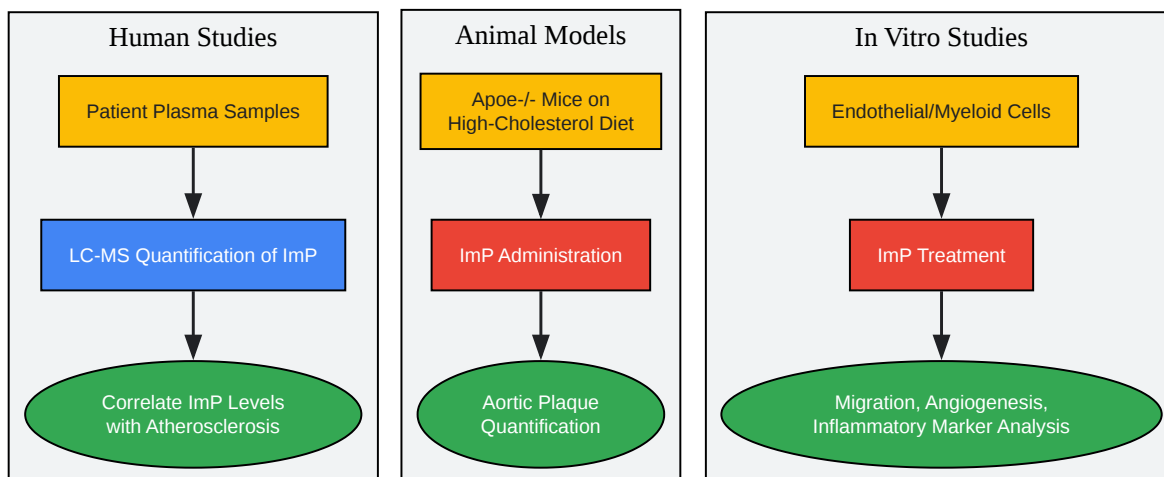 Human Studies
Patient Plasma Samples
LC-MS Quantification of ImP
Correlate ImP Levels
with Atherosclerosis
Animal Models
Apoe-/- Mice on
High-Cholesterol Diet
ImP Administration
Aortic Plaque
Quantification
In Vitro Studies
Endothelial/Myeloid Cells
ImP Treatment
Migration, Angiogenesis,
Inflammatory Marker Analysis